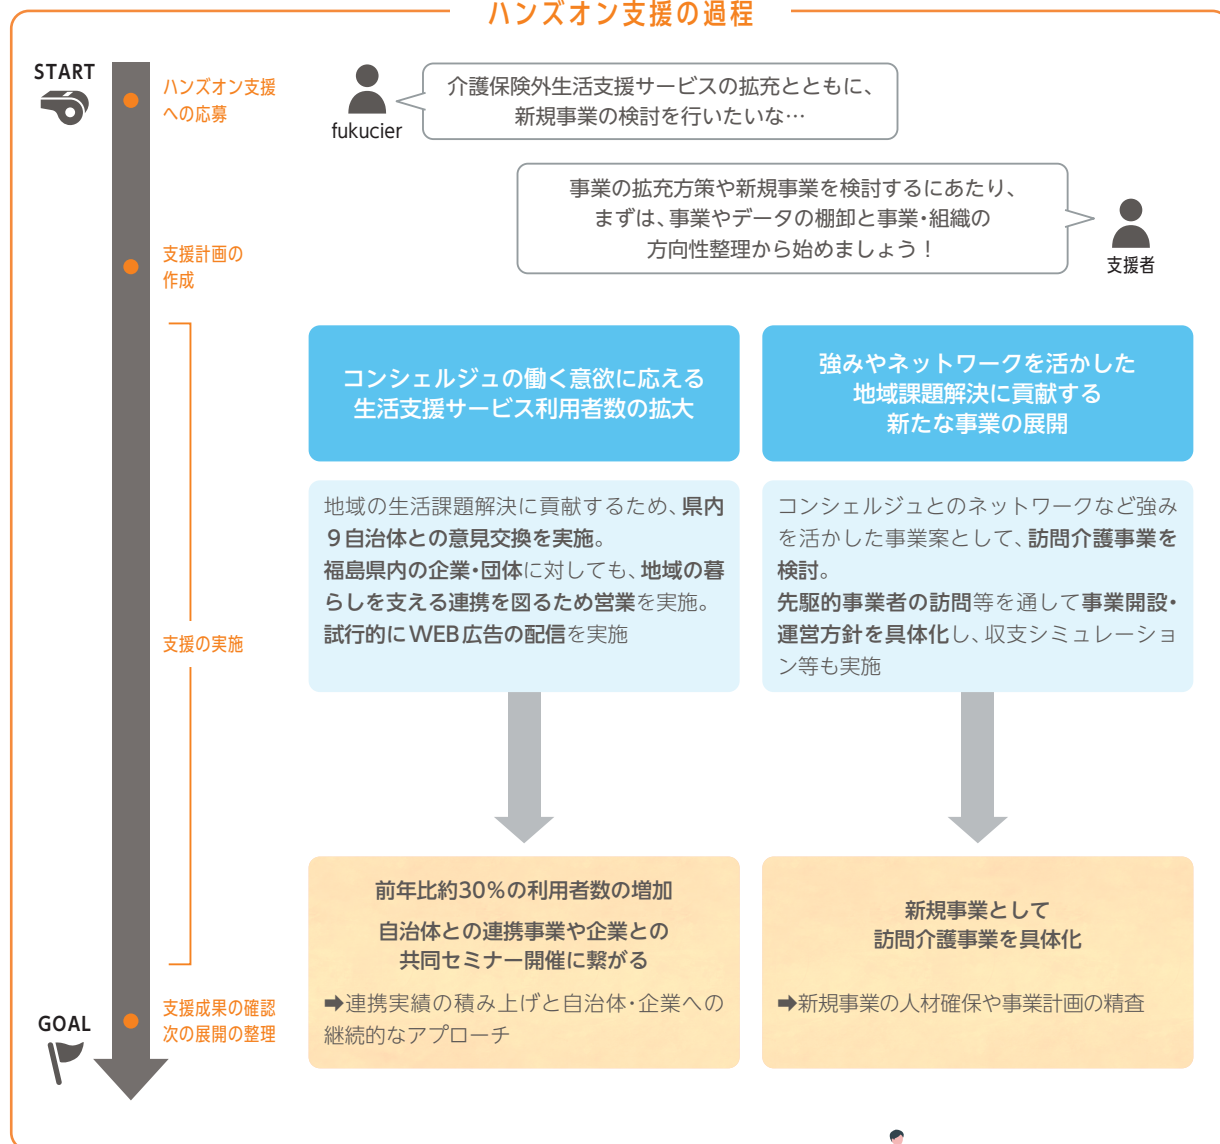 ハンズオン支援の過程
START
ハンズオン支援
への応募
fukucier
介護保険外生活支援サービスの拡充とともに、
新規事業の検討を行いたいな…
事業の拡充方策や新規事業を検討するにあたり、
まずは、事業やデータの棚卸と事業・組織の
方向性整理から始めましょう！
支援者
支援計画の
作成
支援の実施
コンシェルジュの働く意欲に応える
生活支援サービス利用者数の拡大
地域の生活課題解決に貢献するため、県内
９自治体との意見交換を実施。
福島県内の企業・団体に対しても、地域の暮
らしを支える連携を図るため営業を実施。
試行的にWEB広告の配信を実施
前年比約30％の利用者数の増加
自治体との連携事業や企業との
共同セミナー開催に繋がる
➡連携実績の積み上げと自治体・企業への
継続的なアプローチ
強みやネットワークを活かした
地域課題解決に貢献する
新たな事業の展開
コンシェルジュとのネットワークなど強み
を活かした事業案として、訪問介護事業を
検討。
先駆的事業者の訪問等を通して事業開設・
運営方針を具体化し、収支シミュレーショ
ン等も実施
新規事業として
訪問介護事業を具体化
➡新規事業の人材確保や事業計画の精査
GOAL
支援成果の確認
次の展開の整理